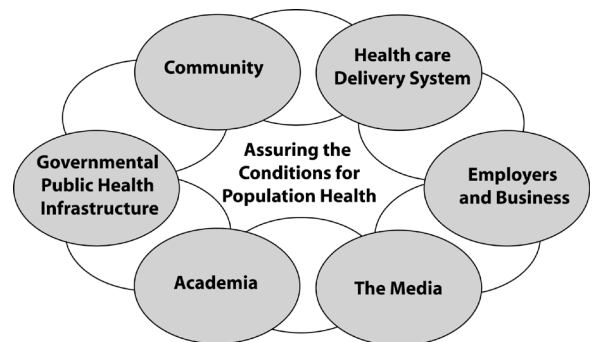 Community
Health care
Delivery System
Governmental
Public Health
Infrastructure
Assuring the
Conditions for
Population Health
Employers
and Business
Academia
The Media